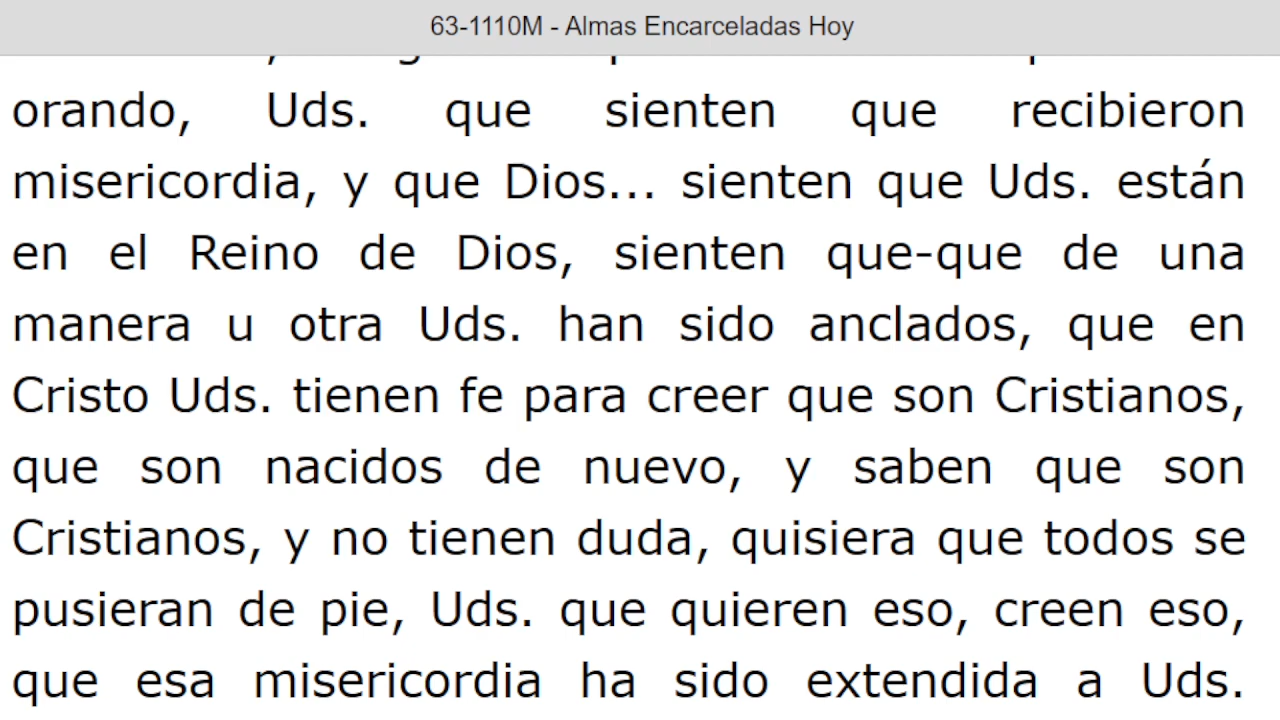 63-1110M - Almas Encarceladas Hoy
orando, Uds. que sienten que recibieron
misericordia, y que Dios... sienten que Uds. están
en el Reino de Dios, sienten que-que de una
manera u otra Uds. han sido anclados, que en
Cristo Uds. tienen fe para creer que son Cristianos,
que son nacidos de nuevo, y saben que son
Cristianos, y no tienen duda, quisiera que todos se
pusieran de pie, Uds. que quieren eso, creen eso,
que esa misericordia ha sido extendida a Uds.